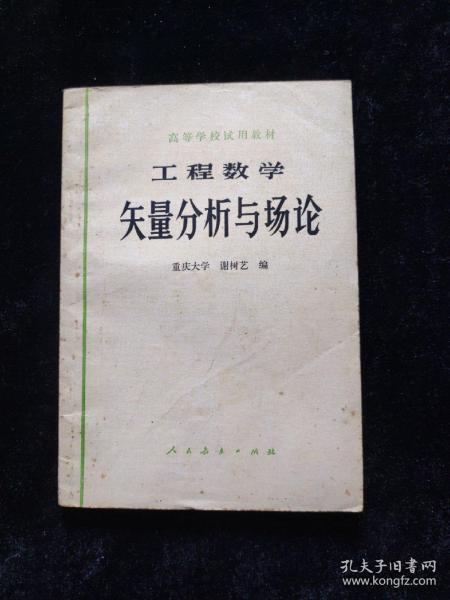 高等学校试用教材
工程数学
矢量分析与场论
重庆大学 谢树艺 编
人民教育出版社
孔夫子旧书网
www.kongfz.com